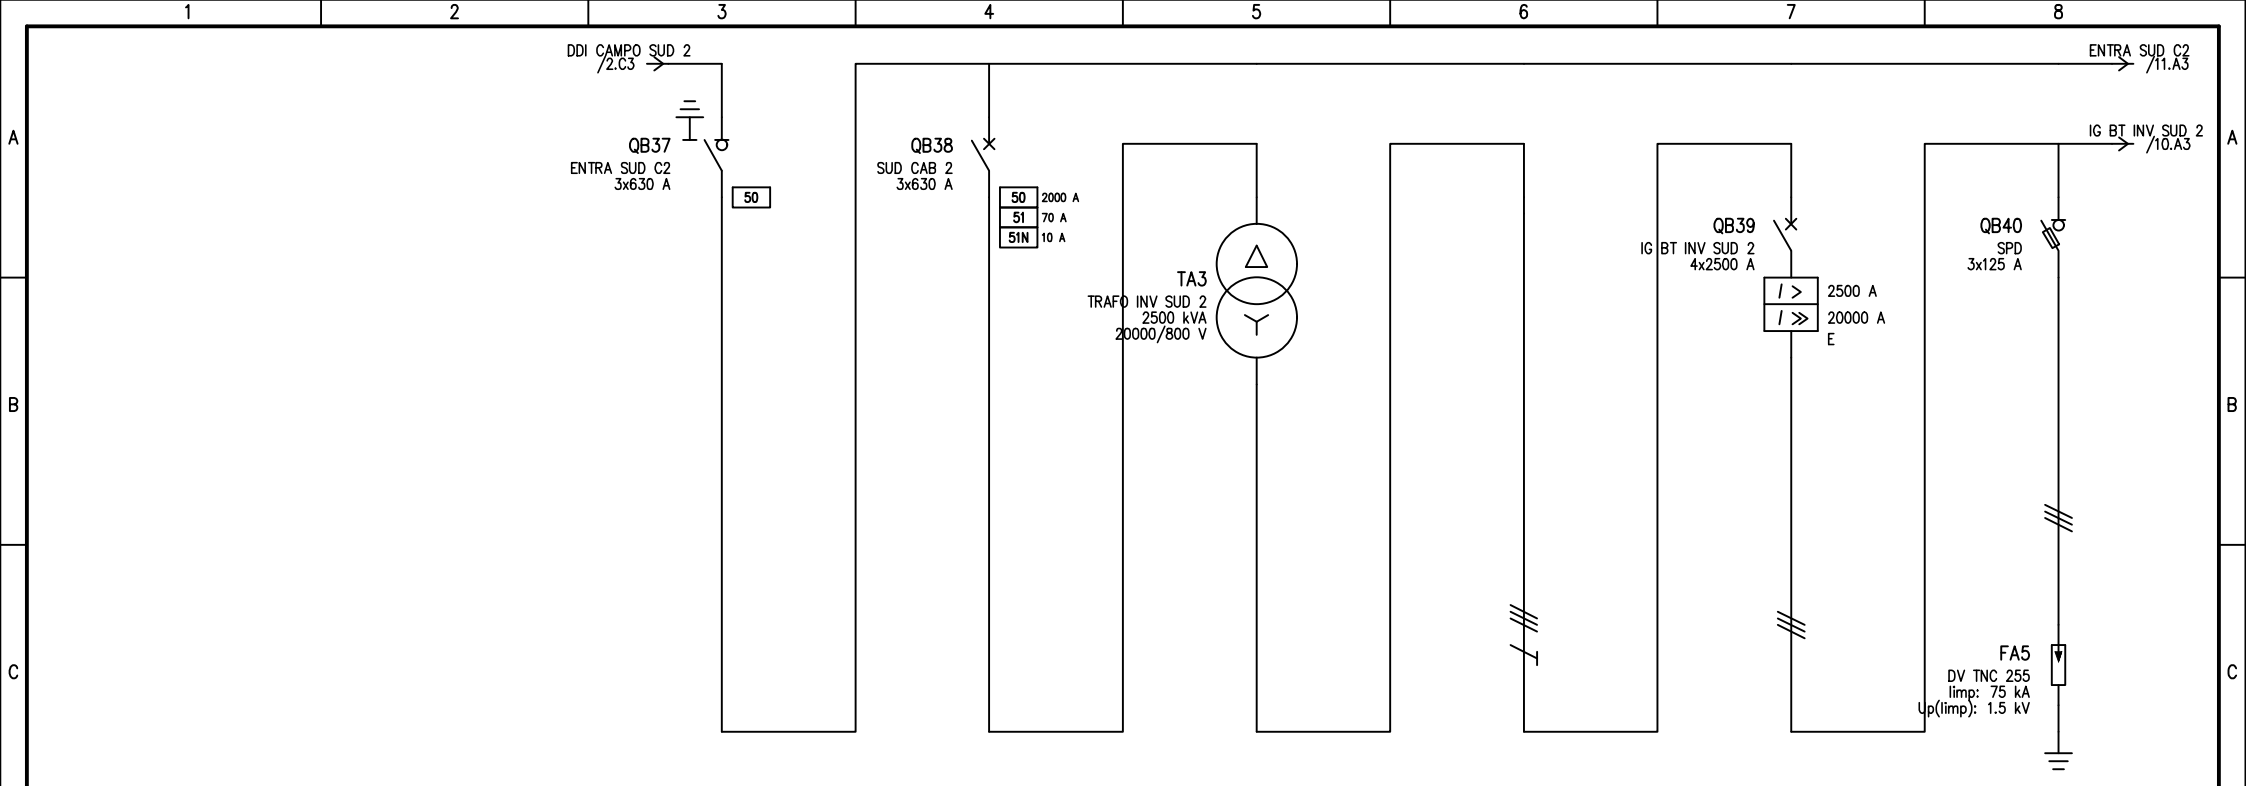 1 2 3 4 5 6 7 8
DDI CAMPO SUD 2
/2.C3
ENTRA SUD C2
/11.A3
IG BT INV SUD 2
/10.A3
A A
QB37
ENTRA SUD C2
3x630 A
50
QB38
SUD CAB 2
3x630 A
50 2000 A
51 70 A
51N 10 A
TA3
TRAFO INV SUD 2
2500 kVA
20000/800 V
QB39
IG BT INV SUD 2
4x2500 A
I > 2500 A
I >> 20000 A
E
QB40
SPD
3x125 A
B B
FA5
DV TNC 255
Iimp: 75 kA
Up(Iimp): 1.5 kV
C C